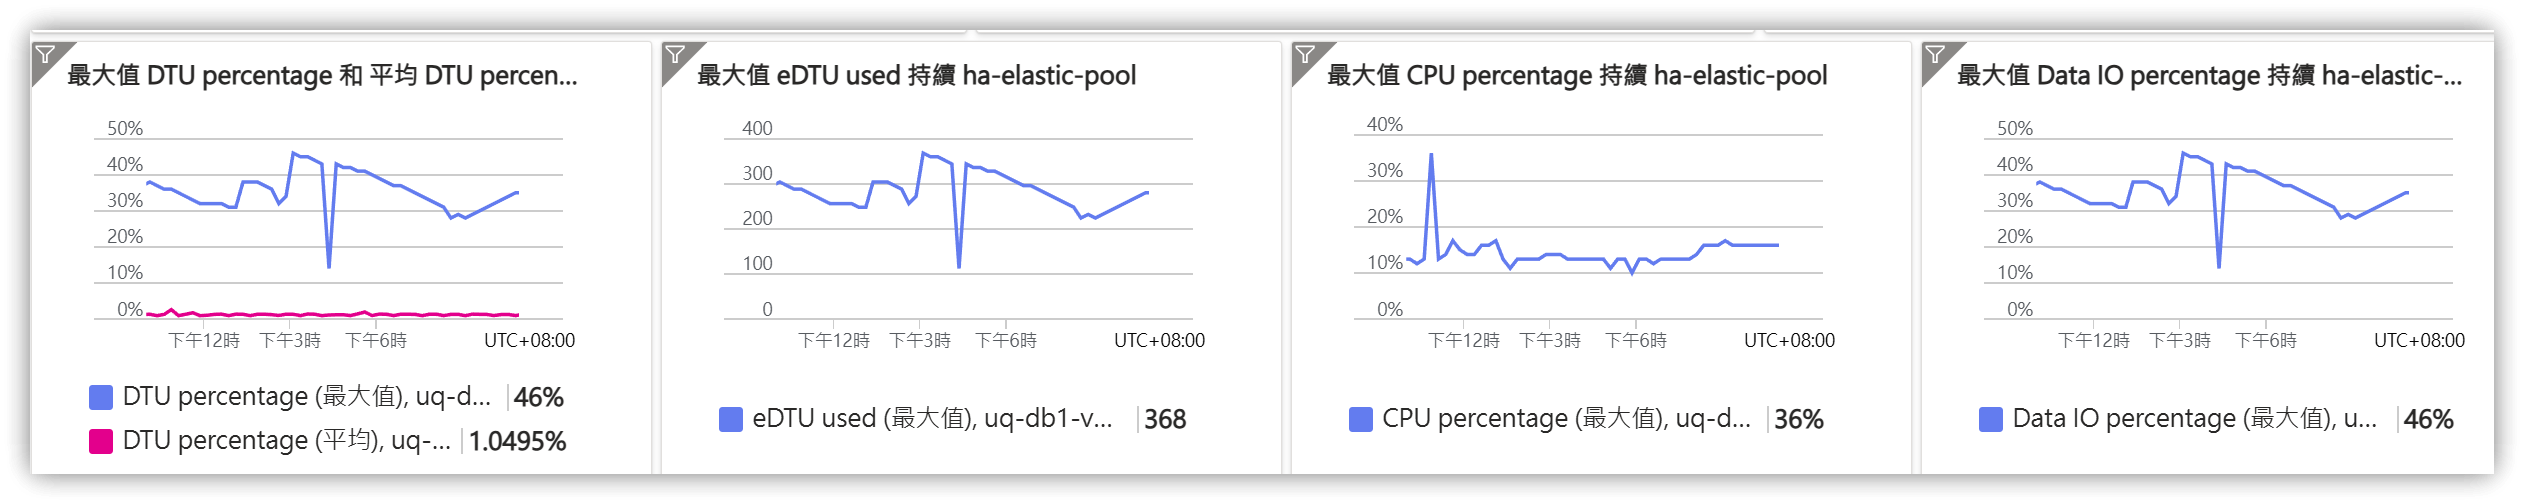 最大值 DTU percentage 和 平均 DTU percen...
50%
40%
30%
20%
10%
0%
下午12時 下午3時 下午6時 UTC+08:00
DTU percentage (最大值), uq-d... 46%
DTU percentage (平均), uq-... 1.0495%
最大值 eDTU used 持續 ha-elastic-pool
400
300
200
100
0
下午12時 下午3時 下午6時 UTC+08:00
eDTU used (最大值), uq-db1-v... 368
最大值 CPU percentage 持續 ha-elastic-pool
40%
30%
20%
10%
0%
下午12時 下午3時 下午6時 UTC+08:00
CPU percentage (最大值), uq-d... 36%
最大值 Data IO percentage 持續 ha-elastic-...
50%
40%
30%
20%
10%
0%
下午12時 下午3時 下午6時 UTC+08:00
Data IO percentage (最大值), u... 46%